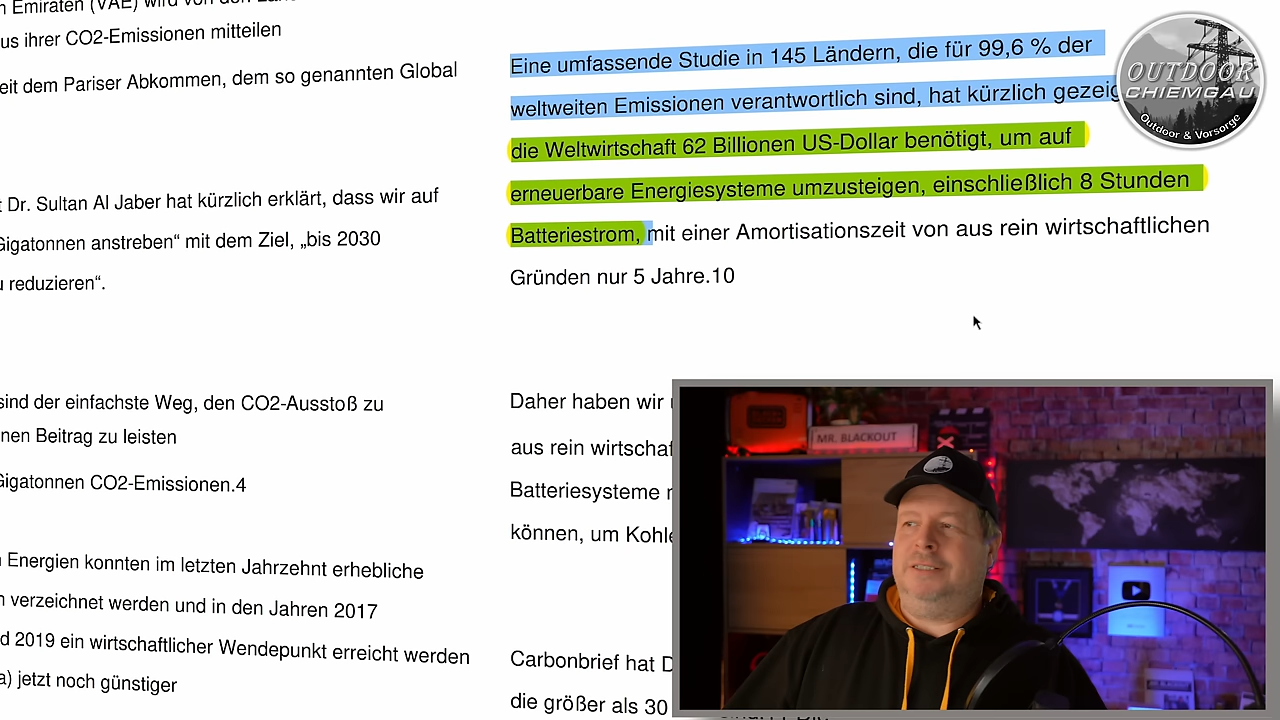 n Emiraten (VAE) wird von den
us ihrer CO2-Emissionen mitteilen
eit dem Pariser Abkommen, dem so genannten Global
t Dr. Sultan Al Jaber hat kürzlich erklärt, dass wir auf
Gigatonnen anstreben“ mit dem Ziel, „bis 2030
u reduzieren“.
sind der einfachste Weg, den CO2-Ausstoß zu
nen Beitrag zu leisten
Gigatonnen CO2-Emissionen.4
n Energien konnten im letzten Jahrzehnt erhebliche
n verzeichnet werden und in den Jahren 2017
d 2019 ein wirtschaftlicher Wendepunkt erreicht werden
a) jetzt noch günstiger
Eine umfassende Studie in 145 Ländern, die für 99,6 % der
weltweiten Emissionen verantwortlich sind, hat kürzlich gezeig
die Weltwirtschaft 62 Billionen US-Dollar benötigt, um auf
erneuerbare Energiesysteme umzusteigen, einschließlich 8 Stunden
Batteriestrom, mit einer Amortisationszeit von aus rein wirtschaftlichen
Gründen nur 5 Jahre.10
Daher haben wir
aus rein wirtschaf
Batteriesysteme
können, um Kohle
Carbonbrief hat D
die größer als 30
OUTDOOR
CHIEMGAU
Outdoor & Vorsorge
MR. BLACKOUT